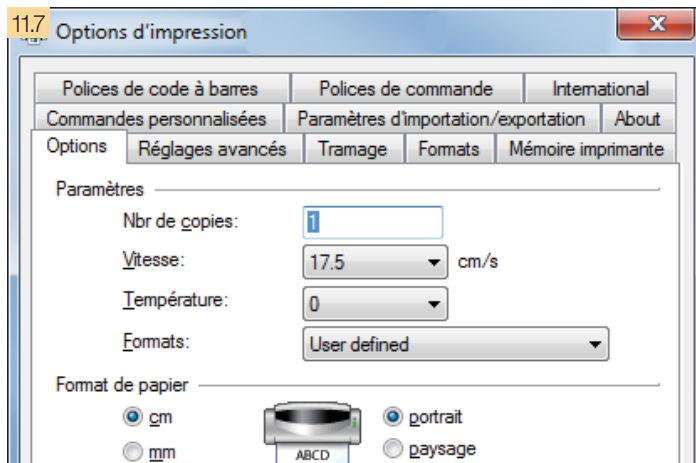 11.7
Options d'impression
Polices de code à barres Polices de commande International
Commandes personnalisées Paramètres d'importation/exportation About
Options Réglages avancés Tramage Formats Mémoire imprimante
Paramètres
Nbr de copies: 1
Vitesse: 17.5 cm/s
Température: 0
Formats: User defined
Format de papier
cm portrait
mm ABCD paysage